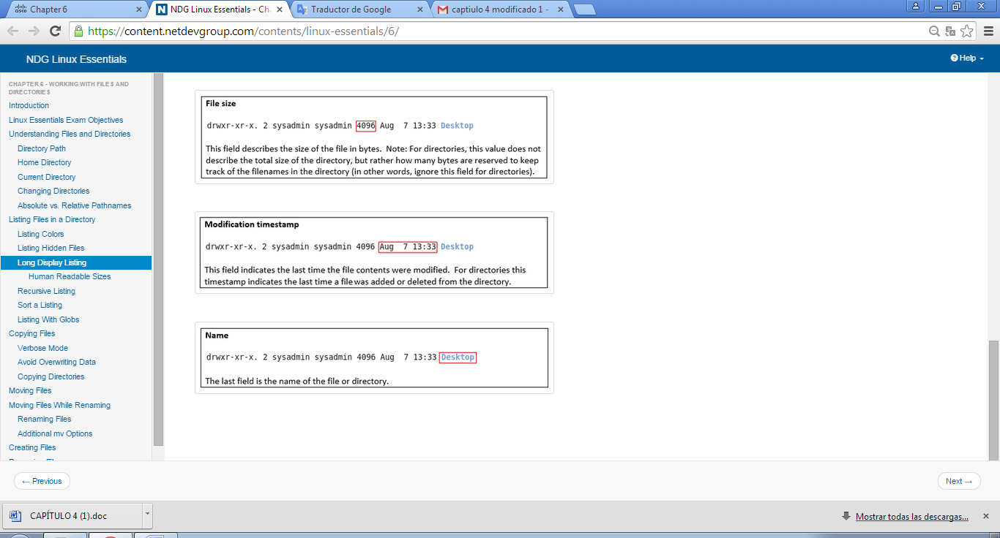 Chapter 6
NDG Linux Essentials - Ch
Traductor de Google
captiulo 4 modificado 1 -
https://content.netdevgroup.com/contents/linux-essentials/6/
NDG Linux Essentials
Help
CHAPTER 6 - WORKING WITH FILES AND
DIRECTORIES
Introduction
Linux Essentials Exam Objectives
Understanding Files and Directories
Directory Path
Home Directory
Current Directory
Changing Directories
Absolute vs. Relative Pathnames
Listing Files in a Directory
Listing Colors
Listing Hidden Files
Long Display Listing
Human Readable Sizes
Recursive Listing
Sort a Listing
Listing With Globs
Copying Files
Verbose Mode
Avoid Overwriting Data
Copying Directories
Moving Files
Moving Files While Renaming
Renaming Files
Additional mv Options
Creating Files
File size
drwxr-xr-x. 2 sysadmin sysadmin 4096 Aug  7 13:33 Desktop
This field describes the size of the file in bytes.  Note: For directories, this value does not
describe the total size of the directory, but rather how many bytes are reserved to keep
track of the filenames in the directory (in other words, ignore this field for directories).
Modification timestamp
drwxr-xr-x. 2 sysadmin sysadmin 4096 Aug  7 13:33 Desktop
This field indicates the last time the file contents were modified.  For directories this
timestamp indicates the last time a file was added or deleted from the directory.
Name
drwxr-xr-x. 2 sysadmin sysadmin 4096 Aug  7 13:33 Desktop
The last field is the name of the file or directory.
← Previous
Next →
CAPÍTULO 4 (1).doc
Mostrar todas las descargas...